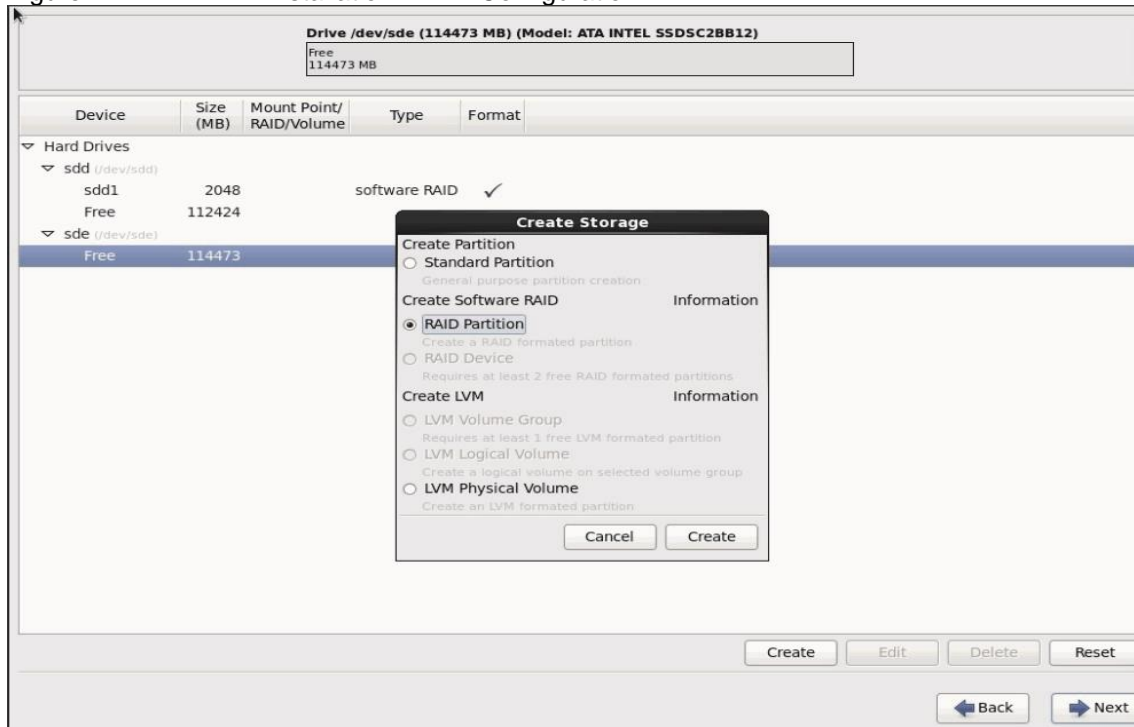 Drive /dev/sde (114473 MB) (Model: ATA INTEL SSDSC2BB12)
Free
114473 MB
Device Size (MB) Mount Point/ RAID/Volume Type Format
Hard Drives
sdd (/dev/sdd)
sdd1 2048 software RAID ✓
Free 112424
sde (/dev/sde)
Free 114473
Create Storage
Create Partition
Standard Partition
General purpose partition creation
Create Software RAID Information
RAID Partition
Create a RAID formated partition
RAID Device
Requires at least 2 free RAID formated partitions
Create LVM Information
LVM Volume Group
Requires at least 1 free LVM formated partition
LVM Logical Volume
Create a logical volume on selected volume group
LVM Physical Volume
Create an LVM formated partition
Cancel Create
Create Edit Delete Reset
Back Next